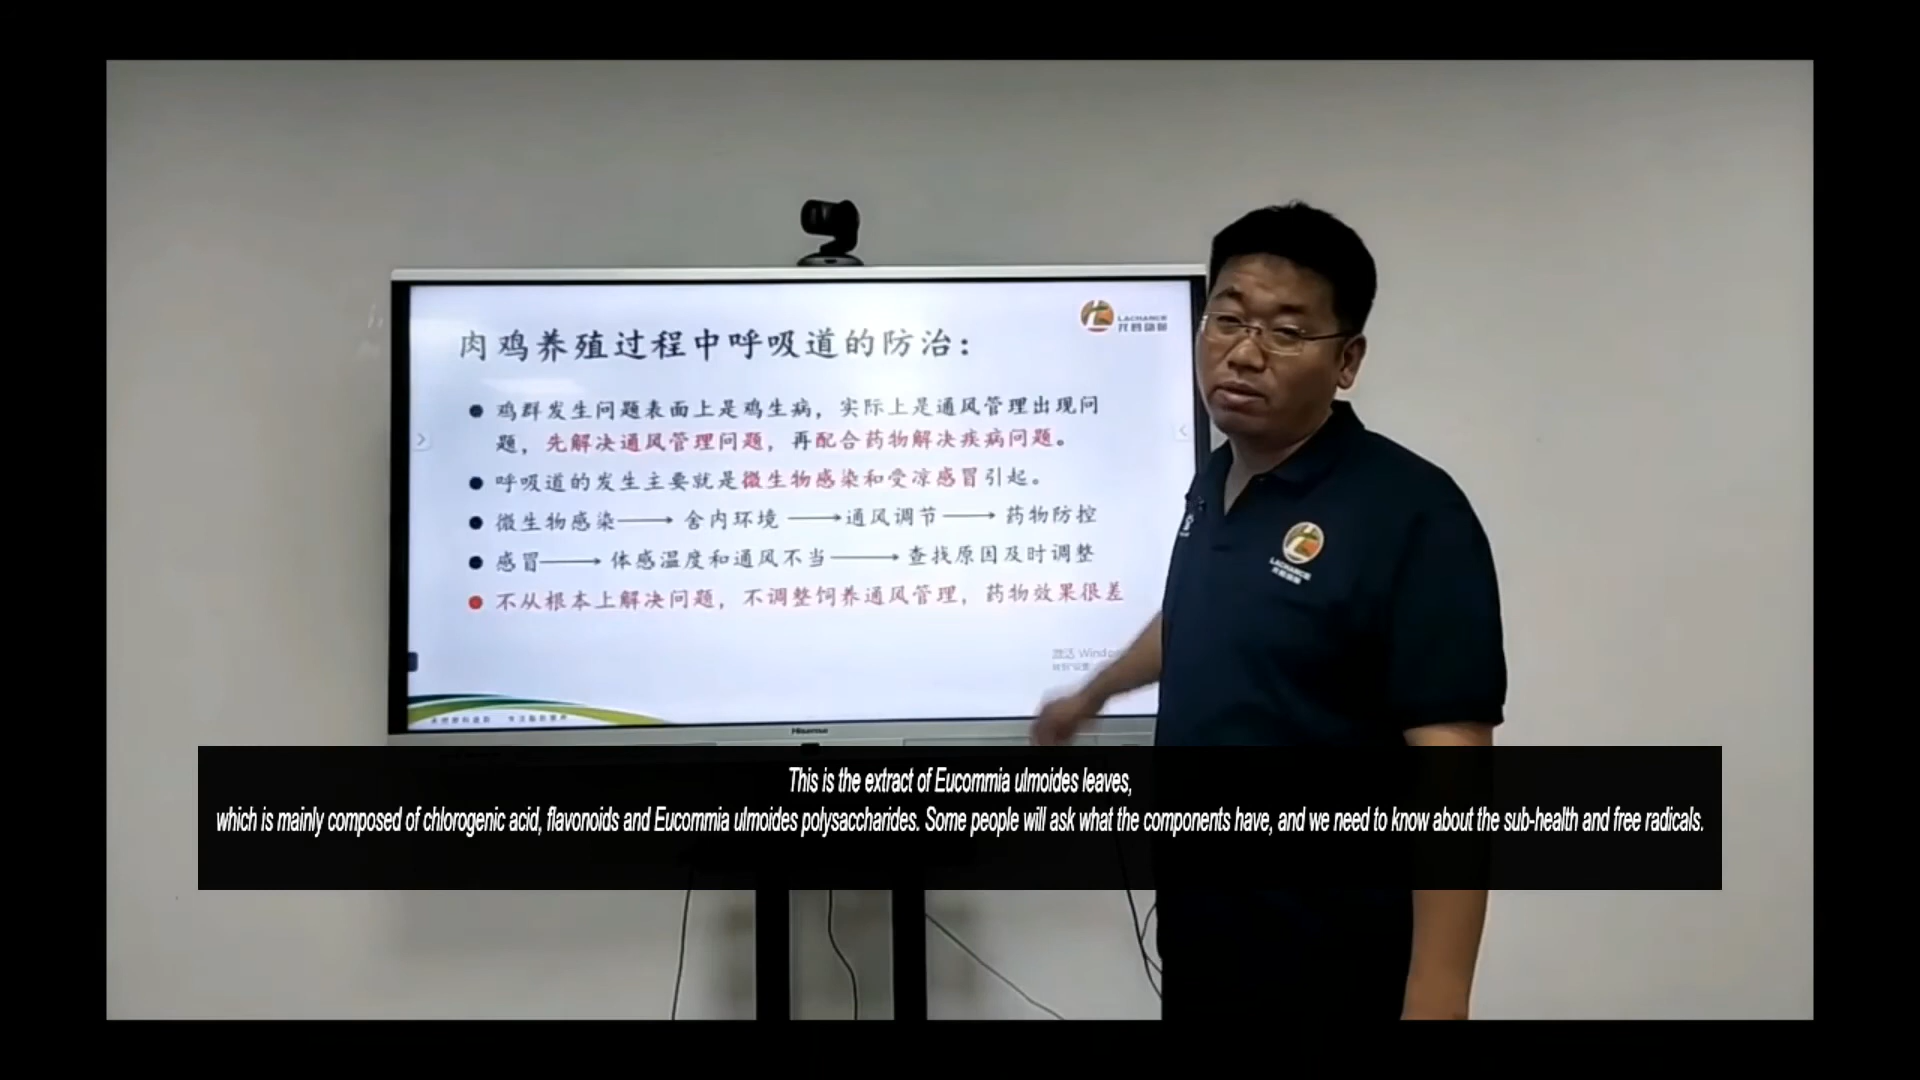 LACHANCE
肉鸡养殖过程中呼吸道的防治：
鸡群发生问题表面上是鸡生病，实际上是通风管理出现问
题，先解决通风管理问题，再配合药物解决疾病问题。
呼吸道的发生主要就是微生物感染和受凉感冒引起。
微生物感染 → 舍内环境 → 通风调节 → 药物防控
感冒 → 体感温度和通风不当 → 查找原因及时调整
不从根本上解决问题，不调整饲养通风管理，药物效果很差
激活 Windo
Hisense
LACHANCE
This is the extract of Eucommia ulmoides leaves,
which is mainly composed of chlorogenic acid, flavonoids and Eucommia ulmoides polysaccharides. Some people will ask what the components have, and we need to know about the sub-health and free radicals.